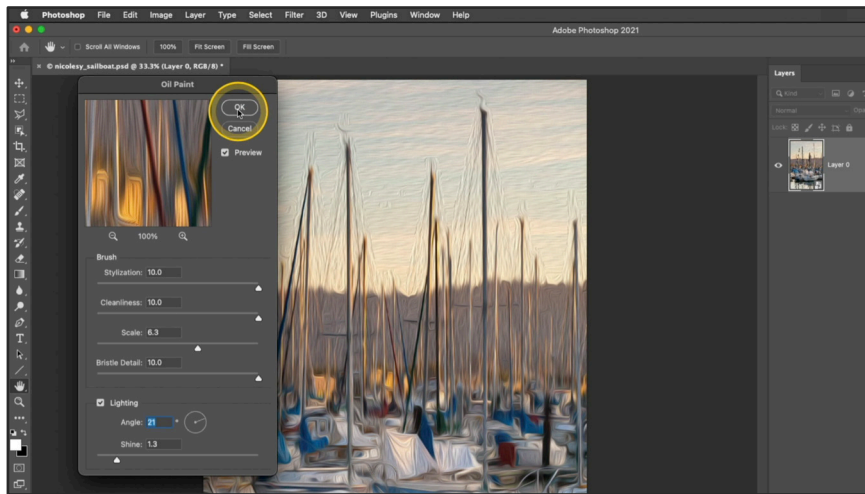 Photoshop File Edit Image Layer Type Select Filter 3D View Plugins Window Help
Adobe Photoshop 2021
Scroll All Windows 100% Fit Screen Fill Screen
× © nicolesy_sailboat.psd @ 33.3% (Layer 0, RGB/8) *
Oil Paint
OK
Cancel
Preview
100%
Brush
Stylization: 10.0
Cleanliness: 10.0
Scale: 6.3
Bristle Detail: 10.0
Lighting
Angle: 21 °
Shine: 1.3
Layers
Kind
Normal
Lock:
Layer 0